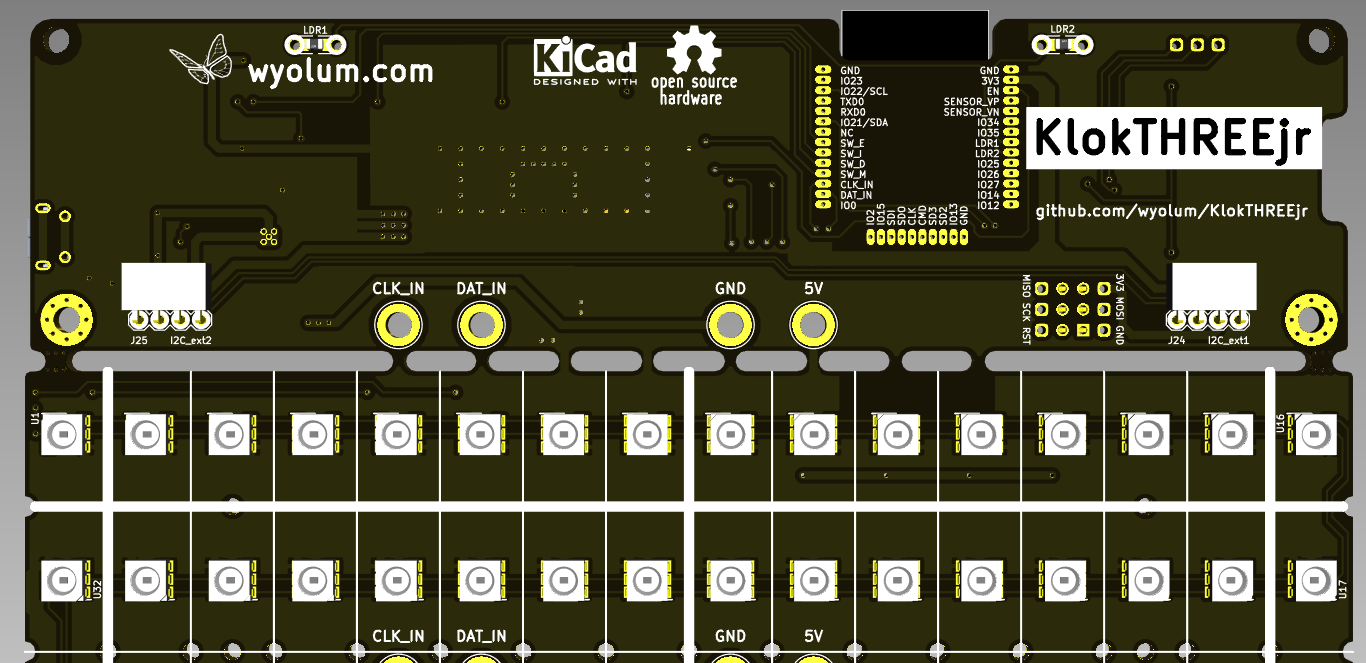 LDR1
LDR2
wyolum.com
KiCad
DESIGNED WITH
open source
hardware
GND
IO23
IO22/SCL
TXD0
RXD0
IO21/SDA
NC
SW_E
SW_I
SW_D
SW_M
CLK_IN
DAT_IN
IO0
GND
3V3
EN
SENSOR_VP
SENSOR_VN
IO34
IO35
LDR1
LDR2
IO25
IO26
IO27
IO14
IO12
IO2
IO15
SDI
SDO
CLK
CMD
SD3
SD2
IO13
GND
KlokTHREEjr
github.com/wyolum/KlokTHREEjr
CLK_IN
DAT_IN
GND
5V
MISO SCK RST
3V3 MOSI GND
J25 I2C_ext2
J24 I2C_ext1
U1
U16
U32
U17
CLK_IN
DAT_IN
GND
5V